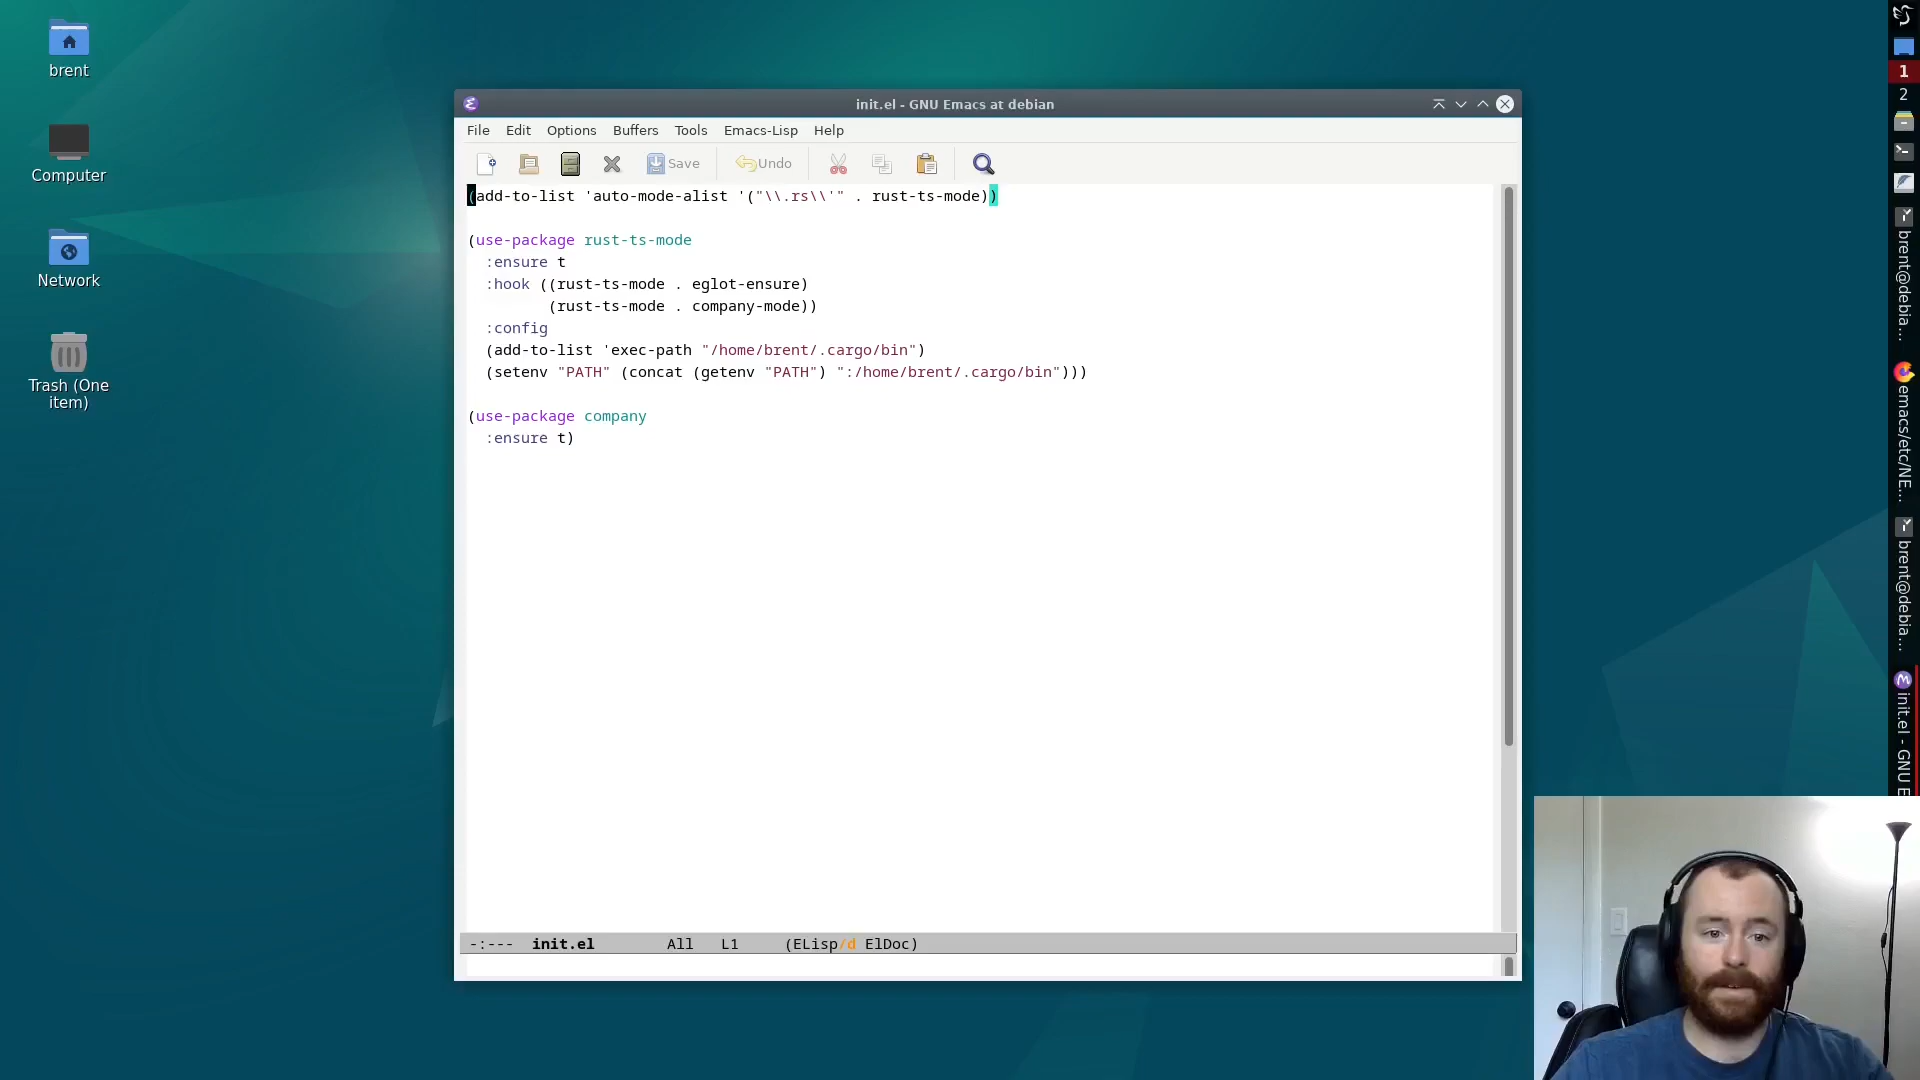 brent
Computer
Network
Trash (One
item)
init.el - GNU Emacs at debian
File Edit Options Buffers Tools Emacs-Lisp Help
Save Undo
(add-to-list 'auto-mode-alist '("\\.rs\\'" . rust-ts-mode))
(use-package rust-ts-mode
  :ensure t
  :hook ((rust-ts-mode . eglot-ensure)
         (rust-ts-mode . company-mode))
  :config
  (add-to-list 'exec-path "/home/brent/.cargo/bin")
  (setenv "PATH" (concat (getenv "PATH") ":/home/brent/.cargo/bin")))
(use-package company
  :ensure t)
-:--- init.el All L1 (ELisp/d ElDoc)
1
2
brent@debia...
emacs/etc/NE...
brent@debia...
init.el - GNU E